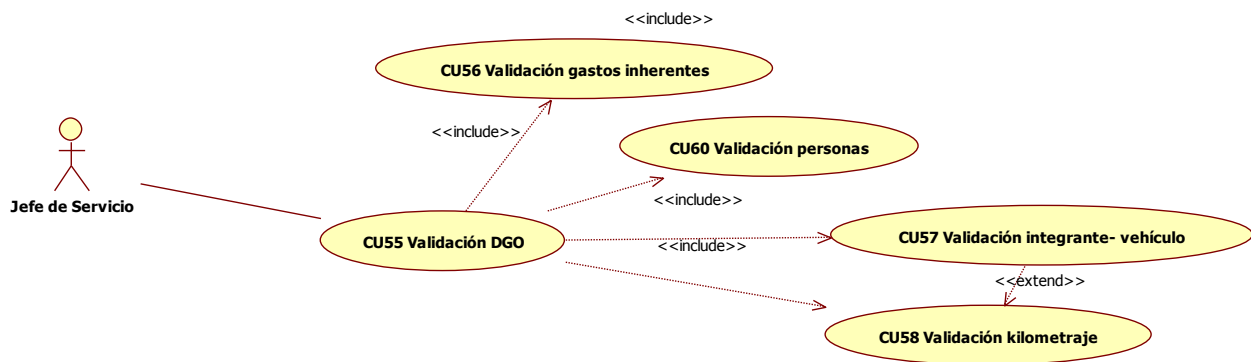 <<include>>
CU56 Validación gastos inherentes
<<include>>
CU60 Validación personas
<<include>>
Jefe de Servicio
CU55 Validación DGO
<<include>>
CU57 Validación integrante- vehículo
<<extend>>
CU58 Validación kilometraje